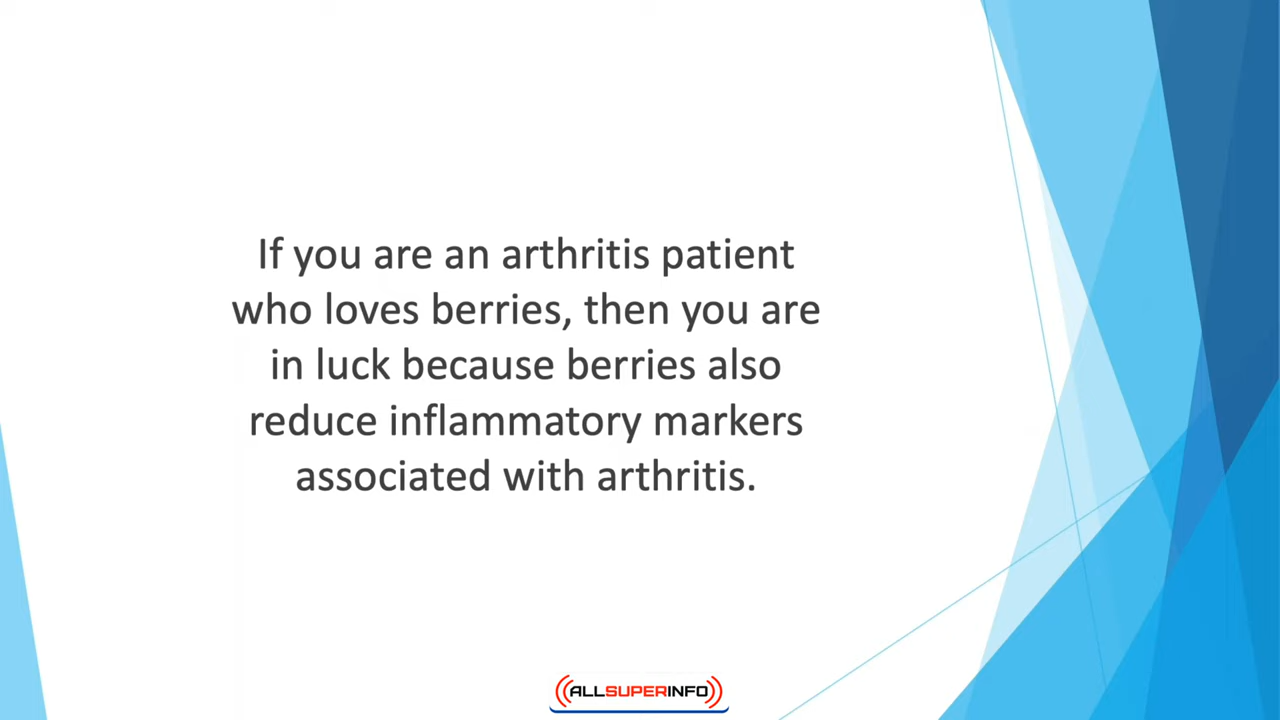 If you are an arthritis patient
who loves berries, then you are
in luck because berries also
reduce inflammatory markers
associated with arthritis.
ALLSUPERINFO